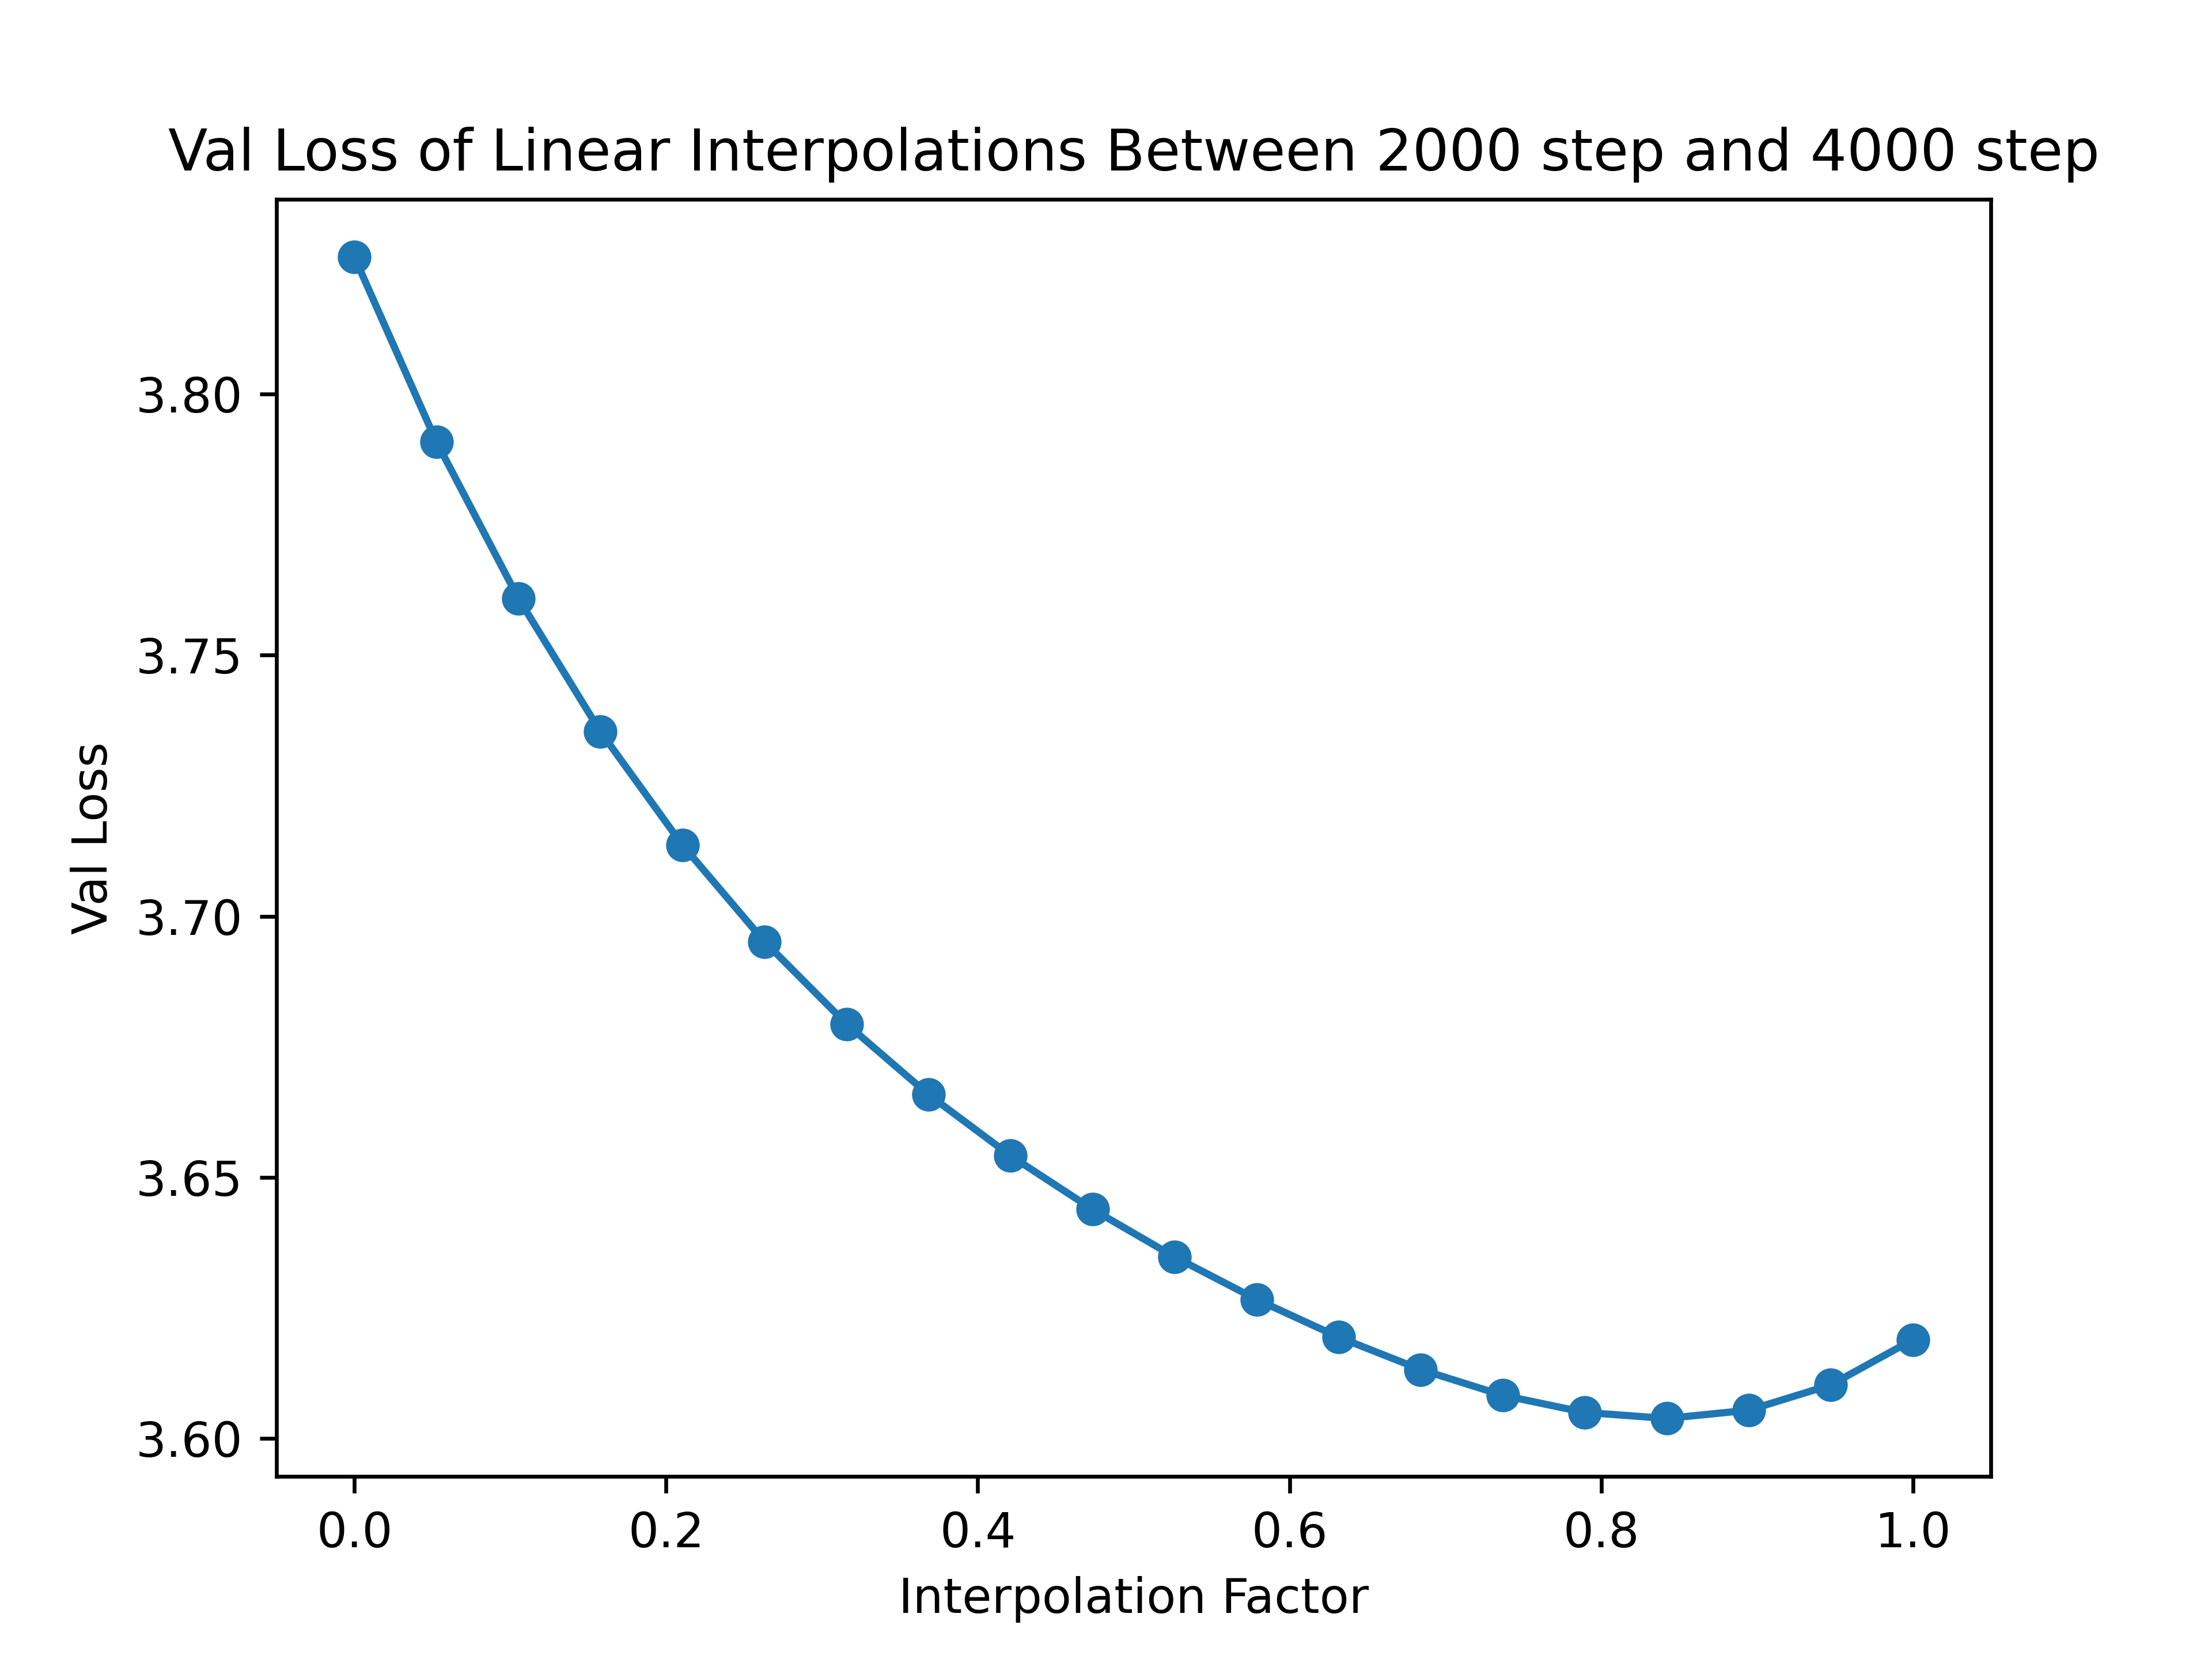 Val Loss of Linear Interpolations Between 2000 step and 4000 step
Val Loss
3.80
3.75
3.70
3.65
3.60
0.0 0.2 0.4 0.6 0.8 1.0
Interpolation Factor